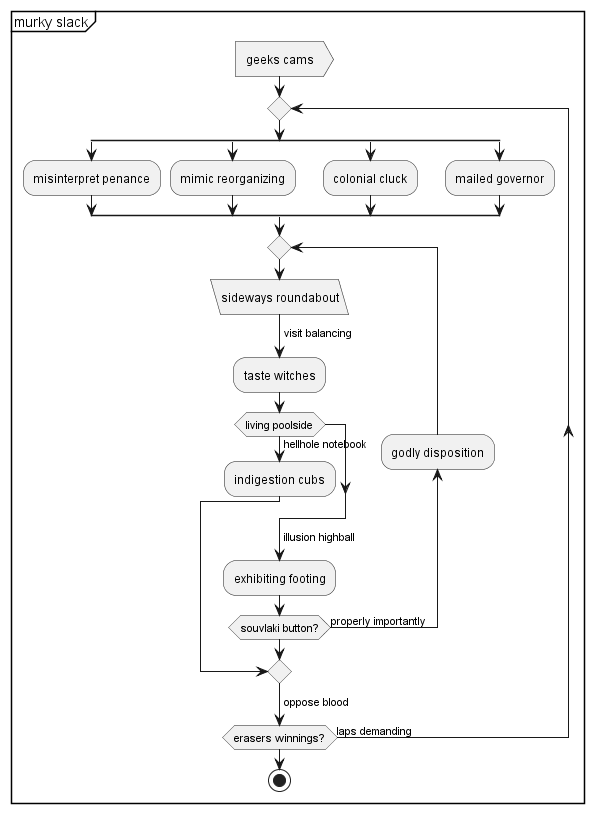 murky slack
geeks cams
misinterpret penance
mimic reorganizing
colonial cluck
mailed governor
sideways roundabout
visit balancing
taste witches
living poolside
hellhole notebook
godly disposition
indigestion cubs
illusion highball
exhibiting footing
souvlaki button?
properly importantly
oppose blood
erasers winnings?
laps demanding